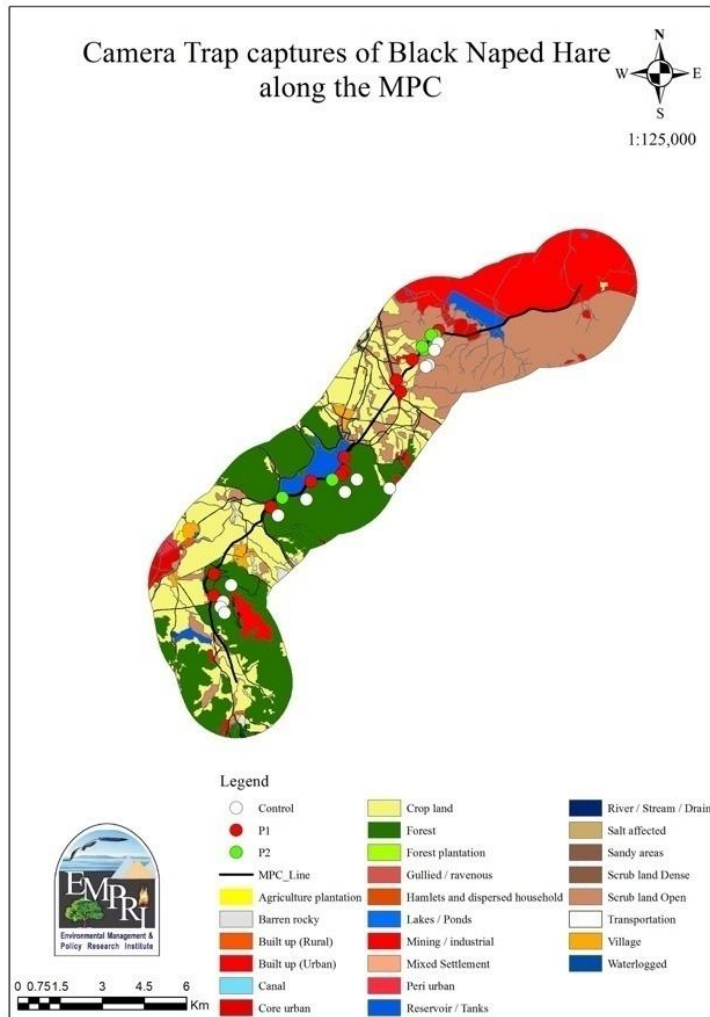 Camera Trap captures of Black Naped Hare
along the MPC
N
W E
S
1:125,000
Legend
Control
P1
P2
MPC_Line
Agriculture plantation
Barren rocky
Built up (Rural)
Built up (Urban)
Canal
Core urban
Crop land
Forest
Forest plantation
Gullied / ravenous
Hamlets and dispersed household
Lakes / Ponds
Mining / industrial
Mixed Settlement
Peri urban
Reservoir / Tanks
River / Stream / Drain
Salt affected
Sandy areas
Scrub land Dense
Scrub land Open
Transportation
Village
Waterlogged
EMPRI
Environmental Management &
Policy Research Institute
0 0.75 1.5 3 4.5 6
Km